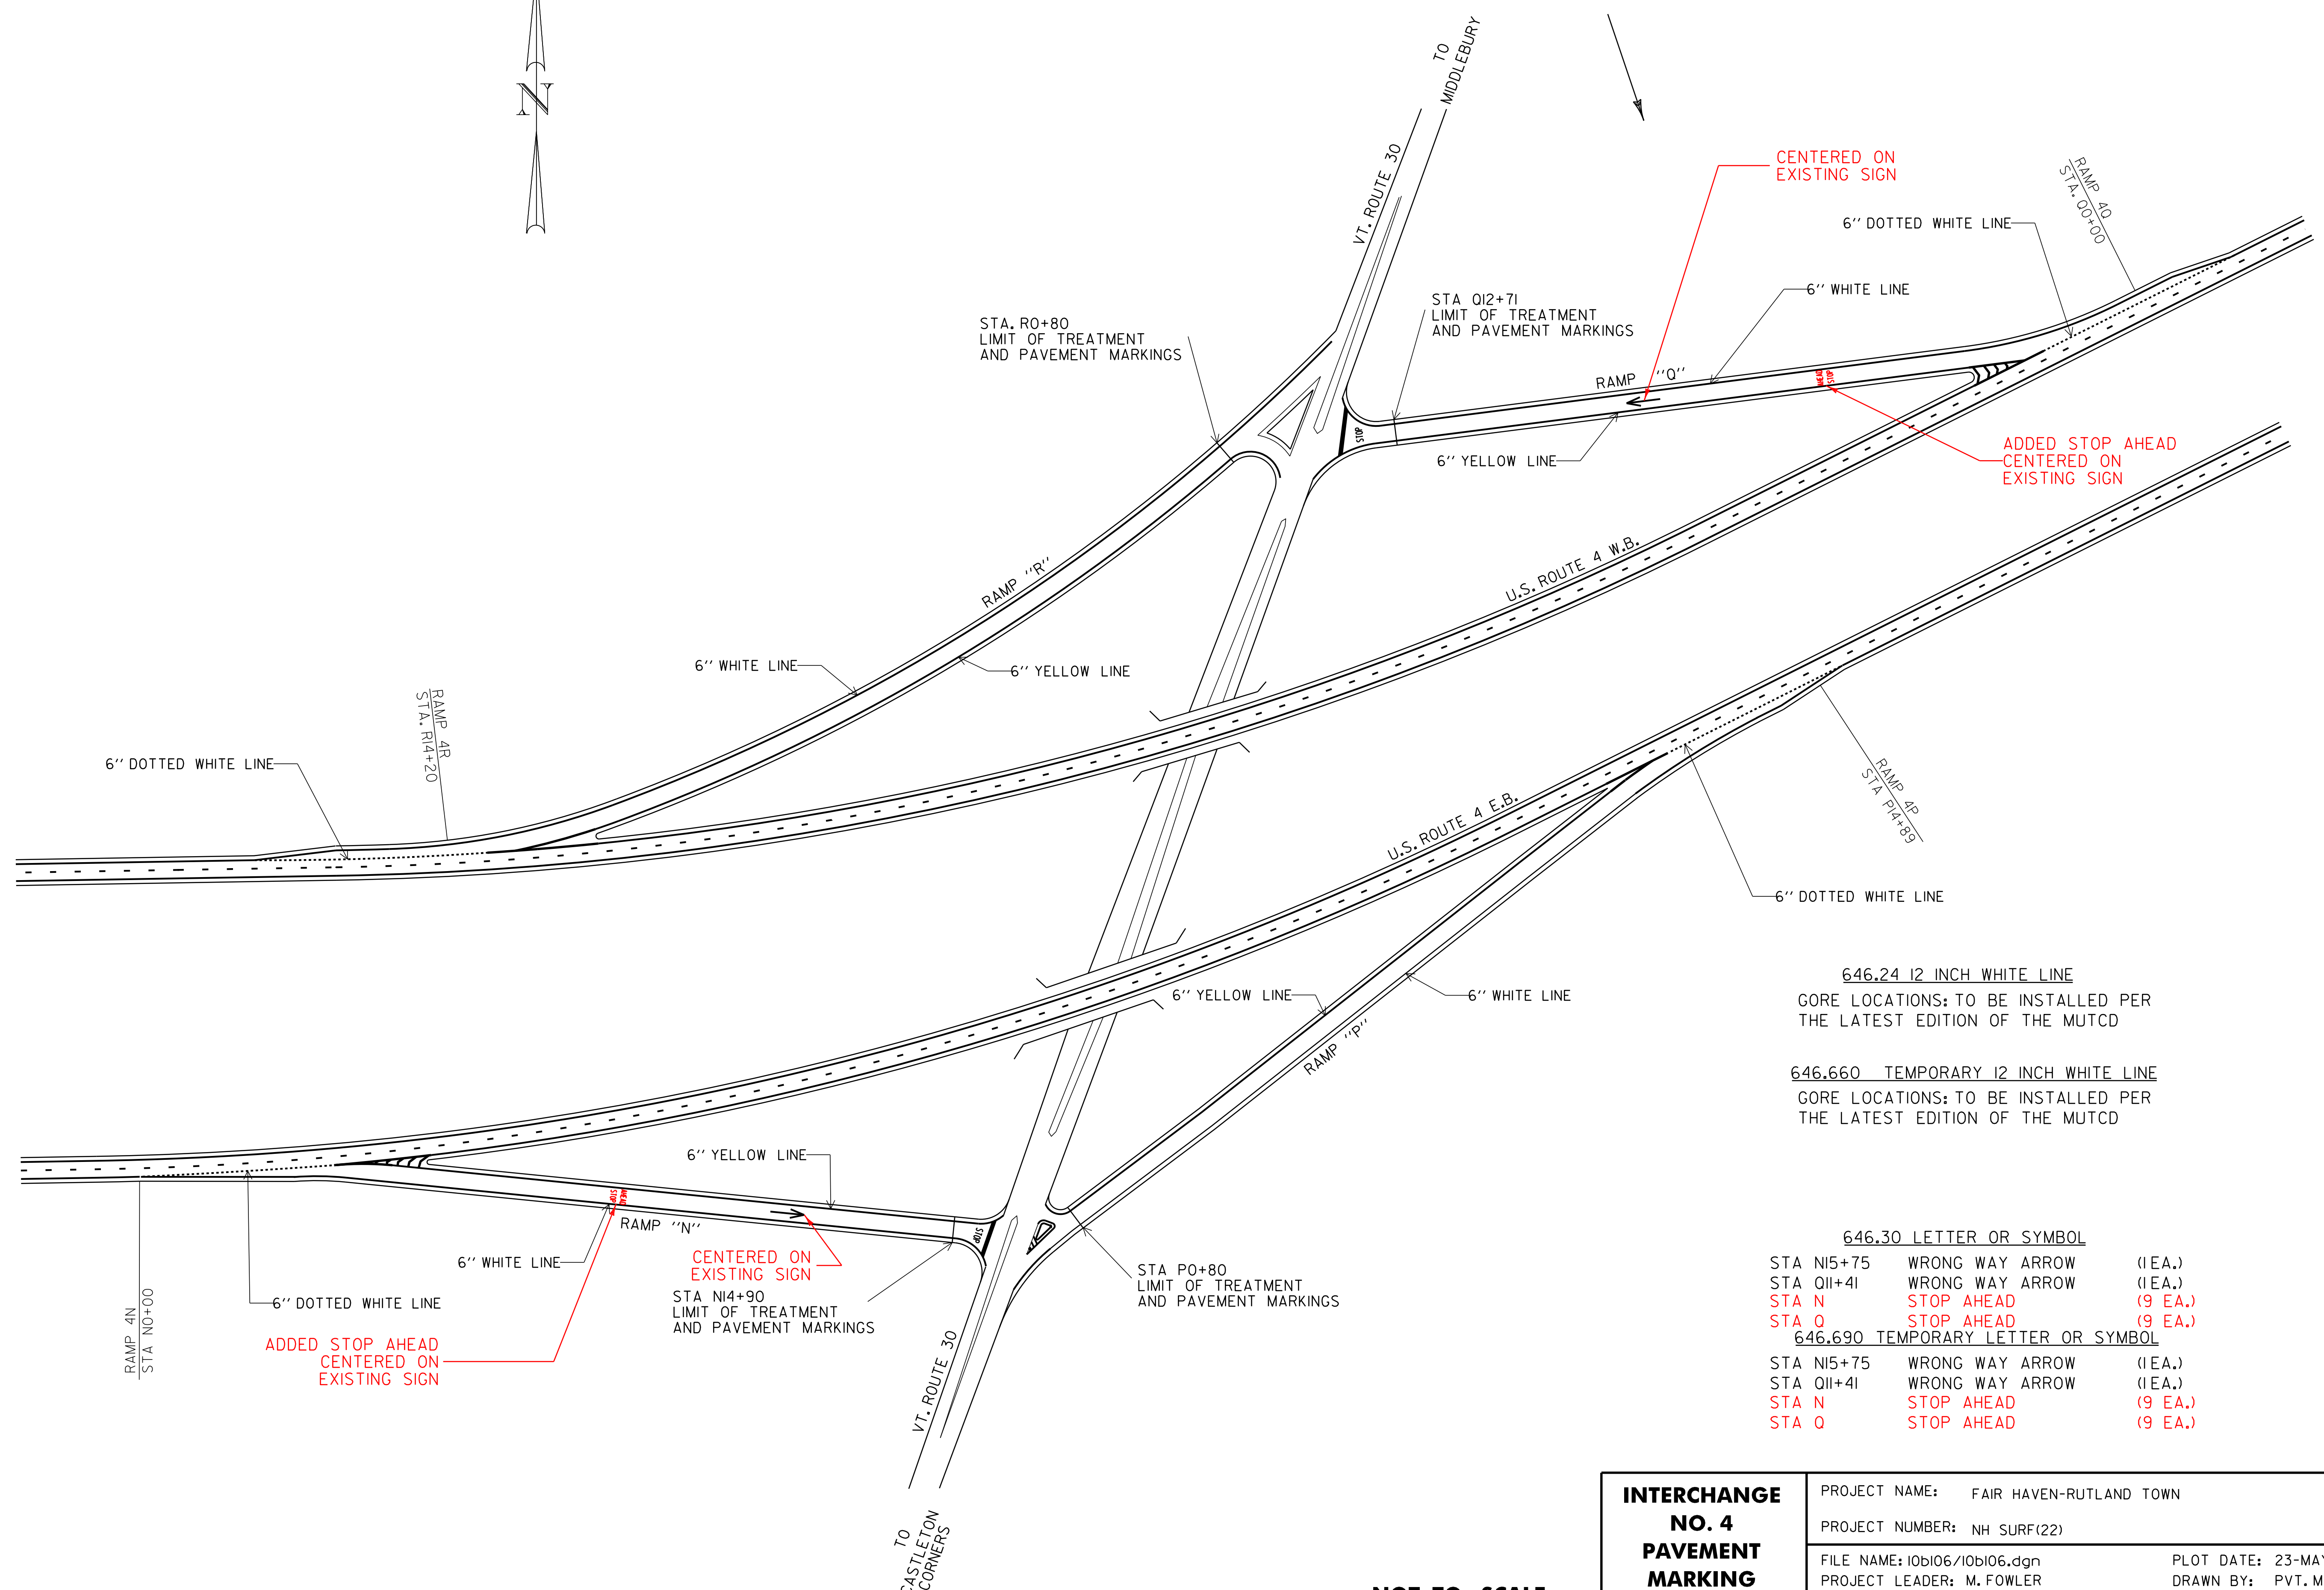 N
TO
MIDDLEBURY
VT. ROUTE 30
CENTERED ON
EXISTING SIGN
RAMP 4Q
STA. Q0+00
6'' DOTTED WHITE LINE
6'' WHITE LINE
STA Q12+71
LIMIT OF TREATMENT
AND PAVEMENT MARKINGS
STA. R0+80
LIMIT OF TREATMENT
AND PAVEMENT MARKINGS
RAMP ''Q''
AHEAD
STOP
STOP
6'' YELLOW LINE
ADDED STOP AHEAD
CENTERED ON
EXISTING SIGN
U.S. ROUTE 4 W.B.
RAMP ''R''
6'' WHITE LINE
6'' YELLOW LINE
RAMP 4R
STA. R14+20
6'' DOTTED WHITE LINE
RAMP 4P
STA P14+89
U.S. ROUTE 4 E.B.
6'' DOTTED WHITE LINE
6'' YELLOW LINE
6'' WHITE LINE
RAMP ''P''
646.24 12 INCH WHITE LINE
GORE LOCATIONS: TO BE INSTALLED PER
THE LATEST EDITION OF THE MUTCD
646.660 TEMPORARY 12 INCH WHITE LINE
GORE LOCATIONS: TO BE INSTALLED PER
THE LATEST EDITION OF THE MUTCD
6'' YELLOW LINE
STOP
AHEAD
RAMP ''N''
STOP
6'' WHITE LINE
CENTERED ON
EXISTING SIGN
STA N14+90
LIMIT OF TREATMENT
AND PAVEMENT MARKINGS
STA P0+80
LIMIT OF TREATMENT
AND PAVEMENT MARKINGS
6'' DOTTED WHITE LINE
RAMP 4N
STA N0+00
ADDED STOP AHEAD
CENTERED ON
EXISTING SIGN
VT. ROUTE 30
TO
CASTLETON
CORNERS
646.30 LETTER OR SYMBOL
STA N15+75 WRONG WAY ARROW (1 EA.)
STA Q11+41 WRONG WAY ARROW (1 EA.)
STA N STOP AHEAD (9 EA.)
STA Q STOP AHEAD (9 EA.)
646.690 TEMPORARY LETTER OR SYMBOL
STA N15+75 WRONG WAY ARROW (1 EA.)
STA Q11+41 WRONG WAY ARROW (1 EA.)
STA N STOP AHEAD (9 EA.)
STA Q STOP AHEAD (9 EA.)
NOT TO SCALE
INTERCHANGE
NO. 4
PAVEMENT
MARKING
PROJECT NAME: FAIR HAVEN-RUTLAND TOWN
PROJECT NUMBER: NH SURF(22)
FILE NAME: 10b106/10b106.dgn PLOT DATE: 23-MAY
PROJECT LEADER: M. FOWLER DRAWN BY: PVT. M